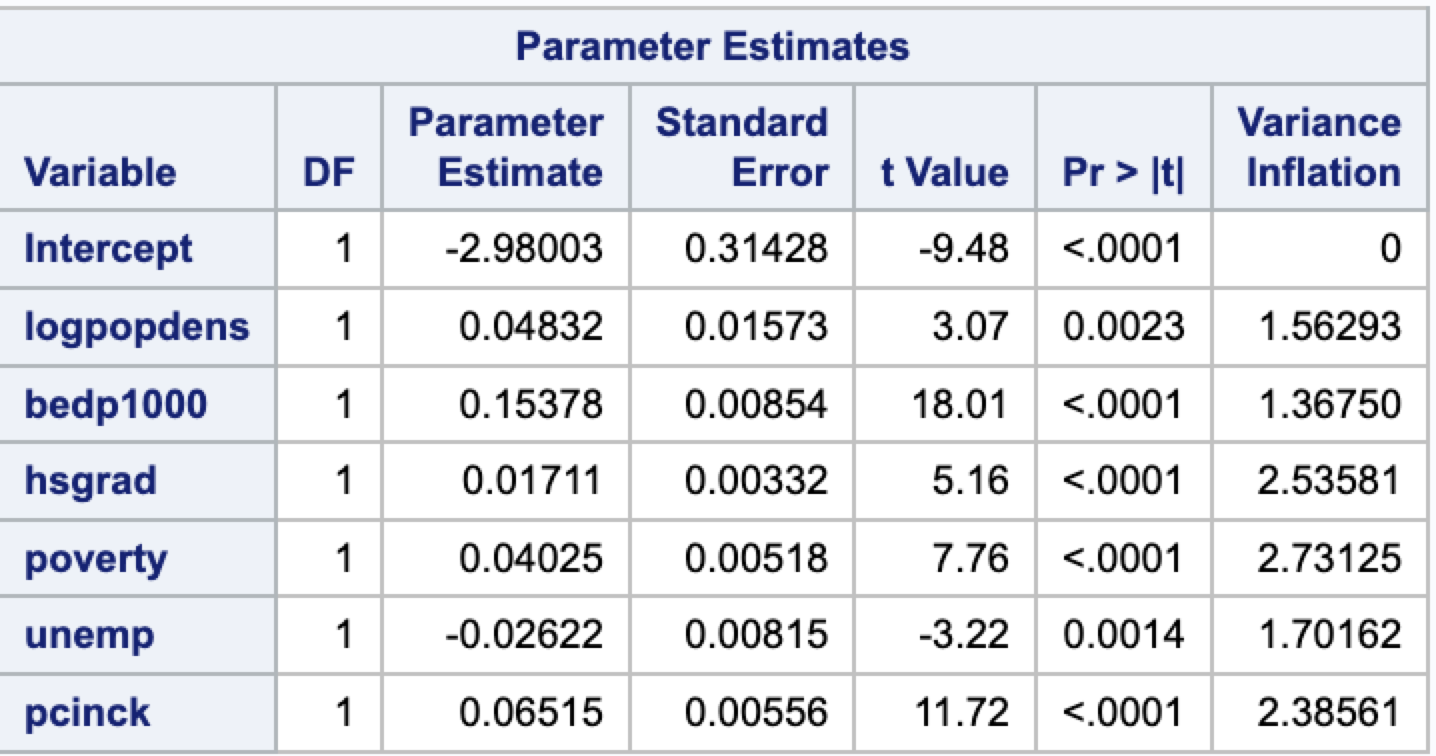 Parameter Estimates
Variable DF Parameter Estimate Standard Error t Value Pr > |t| Variance Inflation
Intercept 1 -2.98003 0.31428 -9.48 <.0001 0
logpopdens 1 0.04832 0.01573 3.07 0.0023 1.56293
bedp1000 1 0.15378 0.00854 18.01 <.0001 1.36750
hsgrad 1 0.01711 0.00332 5.16 <.0001 2.53581
poverty 1 0.04025 0.00518 7.76 <.0001 2.73125
unemp 1 -0.02622 0.00815 -3.22 0.0014 1.70162
pcinck 1 0.06515 0.00556 11.72 <.0001 2.38561